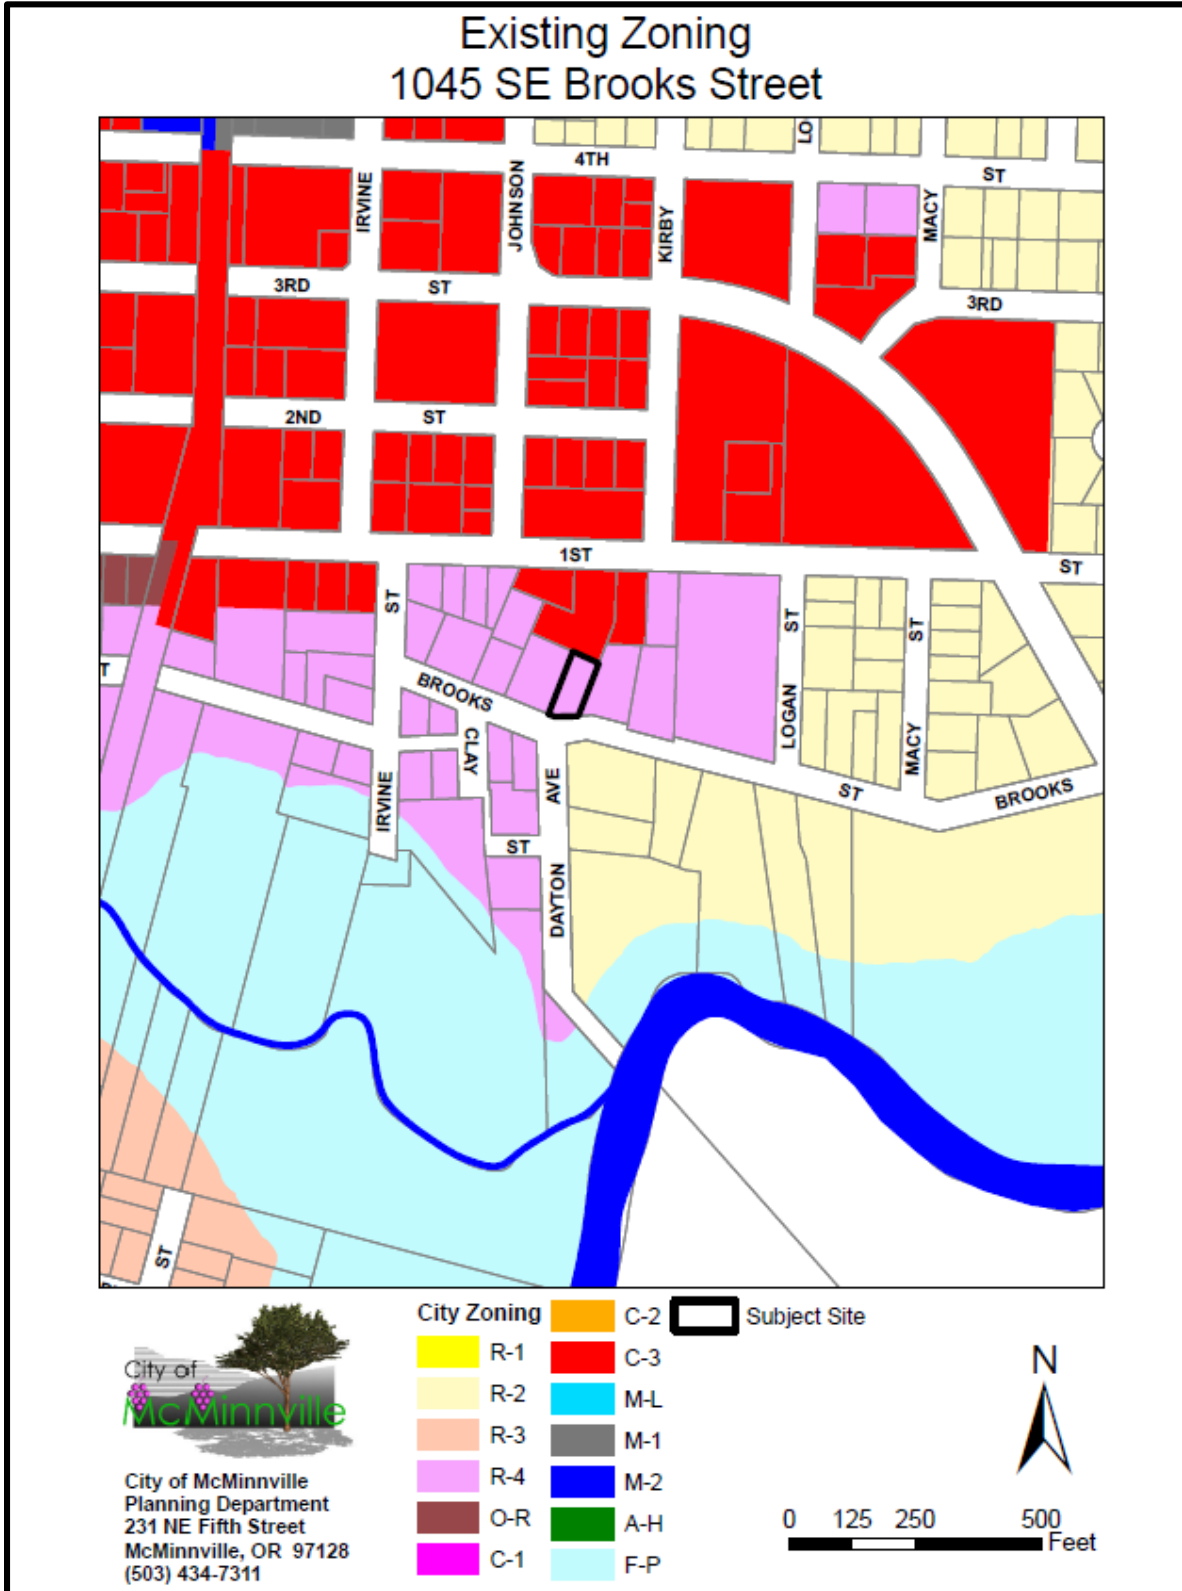 Existing Zoning
1045 SE Brooks Street
LO
4TH
ST
IRVINE
JOHNSON
KIRBY
MACY
3RD
ST
3RD
2ND
ST
1ST
ST
ST
ST
ST
T
BROOKS
LOGAN
MACY
CLAY
AVE
IRVINE
ST
BROOKS
ST
DAYTON
ST
City Zoning
R-1
R-2
R-3
R-4
O-R
C-1
C-2
C-3
M-L
M-1
M-2
A-H
F-P
Subject Site
N
0 125 250 500
Feet
City of
McMinnville
City of McMinnville
Planning Department
231 NE Fifth Street
McMinnville, OR 97128
(503) 434-7311